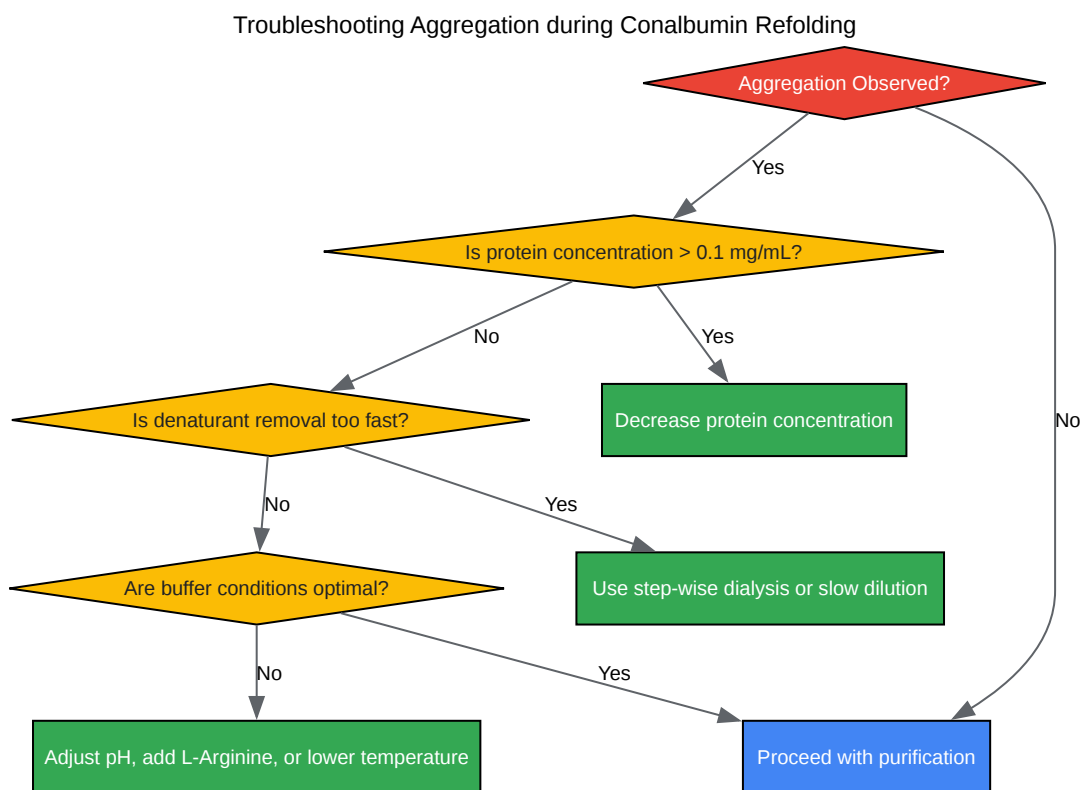 Troubleshooting Aggregation during Conalbumin Refolding
Aggregation Observed?
Yes
Is protein concentration > 0.1 mg/mL?
No
Yes
Is denaturant removal too fast?
Decrease protein concentration
No
No
Yes
Are buffer conditions optimal?
Use step-wise dialysis or slow dilution
No
Yes
Adjust pH, add L-Arginine, or lower temperature
Proceed with purification